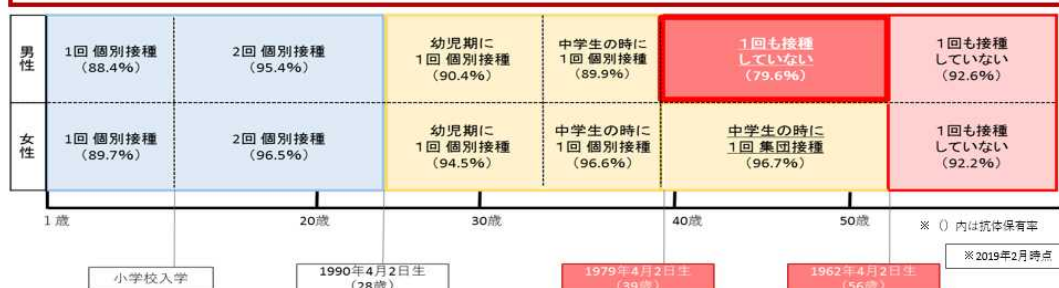 男性
1回 個別接種
(88.4%)
2回 個別接種
(95.4%)
幼児期に
1回 個別接種
(90.4%)
中学生の時に
1回 個別接種
(89.9%)
1回も接種
していない
(79.6%)
1回も接種
していない
(92.6%)
女性
1回 個別接種
(89.7%)
2回 個別接種
(96.5%)
幼児期に
1回 個別接種
(94.5%)
中学生の時に
1回 個別接種
(96.6%)
中学生の時に
1回 集団接種
(96.7%)
1回も接種
していない
(92.2%)
1歳
20歳
30歳
40歳
50歳
※()内は抗体保有率
※2019年2月時点
小学校入学
1990年4月2日生
(28歳)
1979年4月2日生
(39歳)
1962年4月2日生
(56歳)